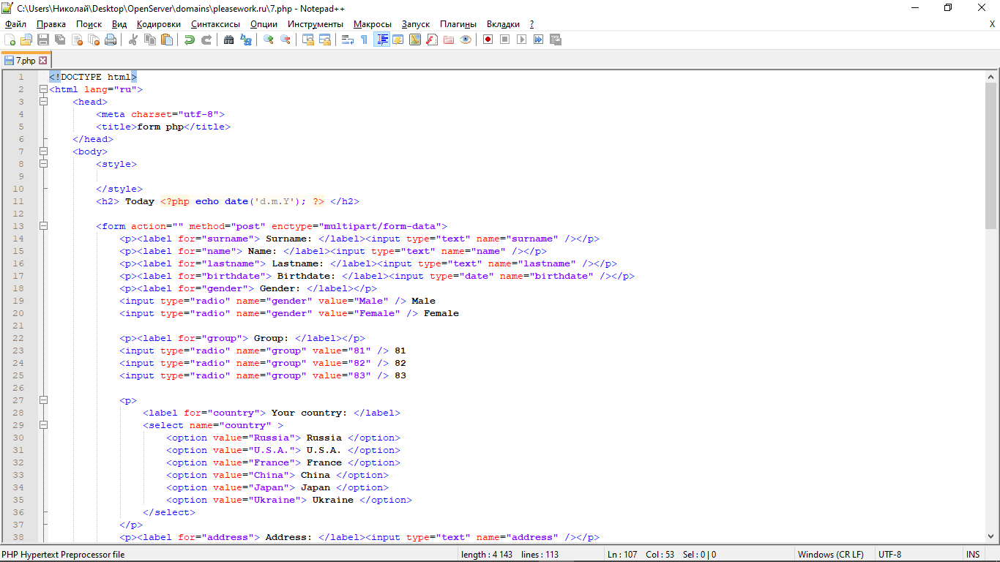 C:\Users\Николай\Desktop\OpenServer\domains\pleasework.ru\7.php - Notepad++
Файл Правка Поиск Вид Кодировки Синтаксисы Опции Инструменты Макросы Запуск Плагины Вкладки ? X
7.php
1 <!DOCTYPE html>
2 <html lang="ru">
3 <head>
4 <meta charset="utf-8">
5 <title>form php</title>
6 </head>
7 <body>
8 <style>
9
10 </style>
11 <h2> Today <?php echo date('d.m.Y'); ?> </h2>
12
13 <form action="" method="post" enctype="multipart/form-data">
14 <p><label for="surname"> Surname: </label><input type="text" name="surname" /></p>
15 <p><label for="name"> Name: </label><input type="text" name="name" /></p>
16 <p><label for="lastname"> Lastname: </label><input type="text" name="lastname" /></p>
17 <p><label for="birthdate"> Birthdate: </label><input type="date" name="birthdate" /></p>
18 <p><label for="gender"> Gender: </label></p>
19 <input type="radio" name="gender" value="Male" /> Male
20 <input type="radio" name="gender" value="Female" /> Female
21
22 <p><label for="group"> Group: </label></p>
23 <input type="radio" name="group" value="81" /> 81
24 <input type="radio" name="group" value="82" /> 82
25 <input type="radio" name="group" value="83" /> 83
26
27 <p>
28 <label for="country"> Your country: </label>
29 <select name="country" >
30 <option value="Russia"> Russia </option>
31 <option value="U.S.A."> U.S.A. </option>
32 <option value="France"> France </option>
33 <option value="China"> China </option>
34 <option value="Japan"> Japan </option>
35 <option value="Ukraine"> Ukraine </option>
36 </select>
37 </p>
38 <p><label for="address"> Address: </label><input type="text" name="address" /></p>
PHP Hypertext Preprocessor file length : 4 143 lines : 113 Ln : 107 Col : 53 Sel : 0 | 0 Windows (CR LF) UTF-8 INS